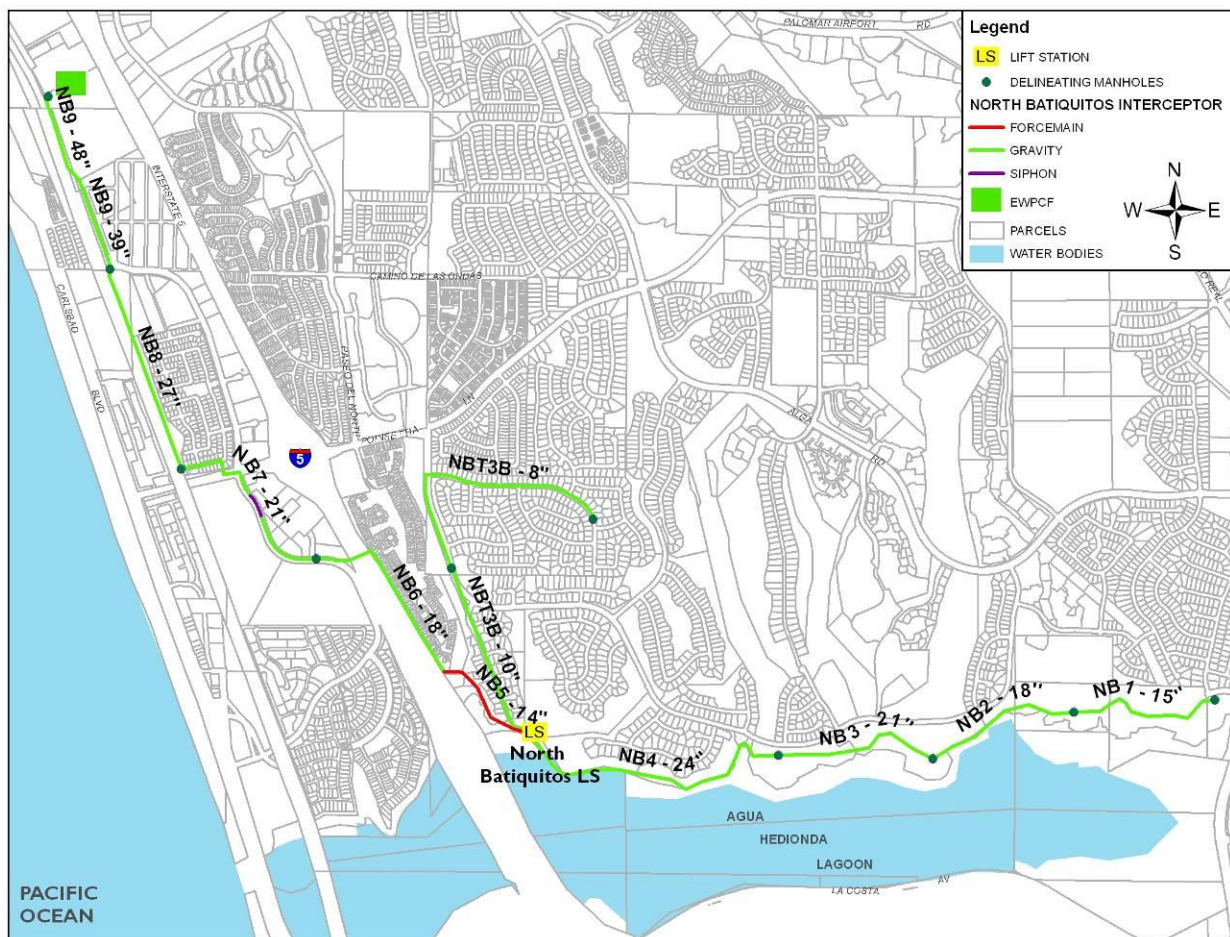 PALOMAR AIRPORT RD
Legend
LS LIFT STATION
DELINEATING MANHOLES
NORTH BATIQUITOS INTERCEPTOR
FORCEMAIN
GRAVITY
SIPHON
EWPCF
PARCELS
WATER BODIES
N
W E
S
NB9 - 48"
NB9 - 39"
INTERSTATE 5
CAMINO DE LAS ONDAS
CARLSBAD
BLVD
NB8 - 27"
PASEO DEL NORTE
POINSETTIA
LN
ALGA
RD
REAL
5
NB7 - 21"
NBT3B - 8"
NB6 - 18"
NBT3B - 10"
NB5 - 14"
LS
North
Batiquitos LS
NB4 - 24"
NB3 - 21"
NB2 - 18"
NB1 - 15"
AGUA
HEDIONDA
LAGOON
LA COSTA AV
PACIFIC
OCEAN